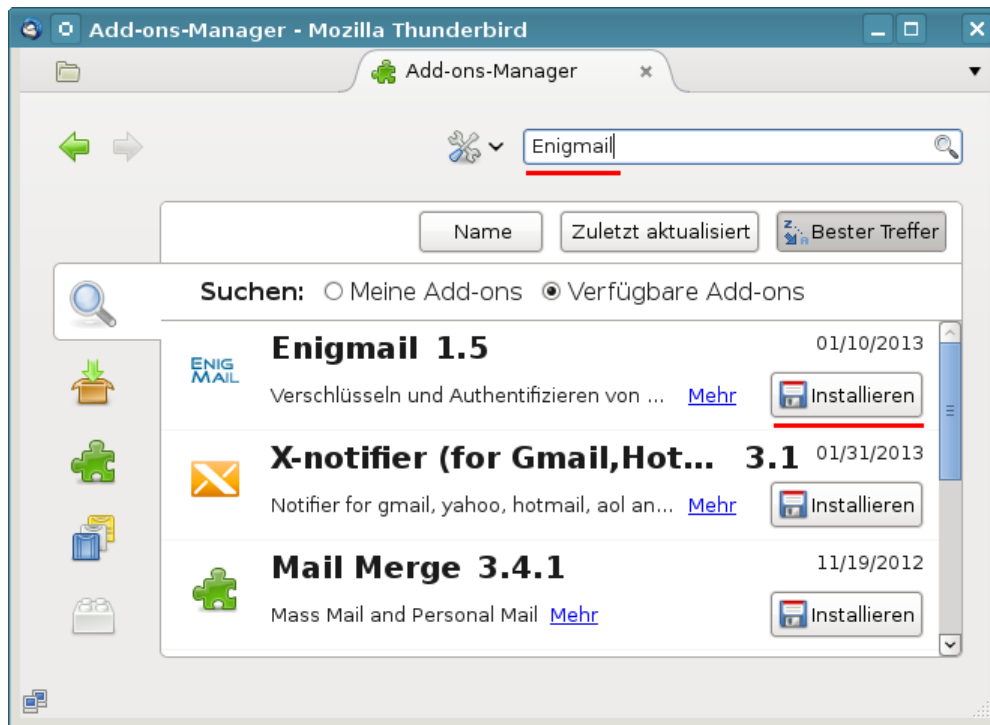 Add-ons-Manager - Mozilla Thunderbird
Add-ons-Manager
Enigmail
Name Zuletzt aktualisiert Bester Treffer
Suchen: Meine Add-ons Verfügbare Add-ons
ENIG
MAIL
Enigmail 1.5 01/10/2013
Verschlüsseln und Authentifizieren von ... Mehr Installieren
X-notifier (for Gmail,Hot... 3.1 01/31/2013
Notifier for gmail, yahoo, hotmail, aol an... Mehr Installieren
Mail Merge 3.4.1 11/19/2012
Mass Mail and Personal Mail Mehr Installieren